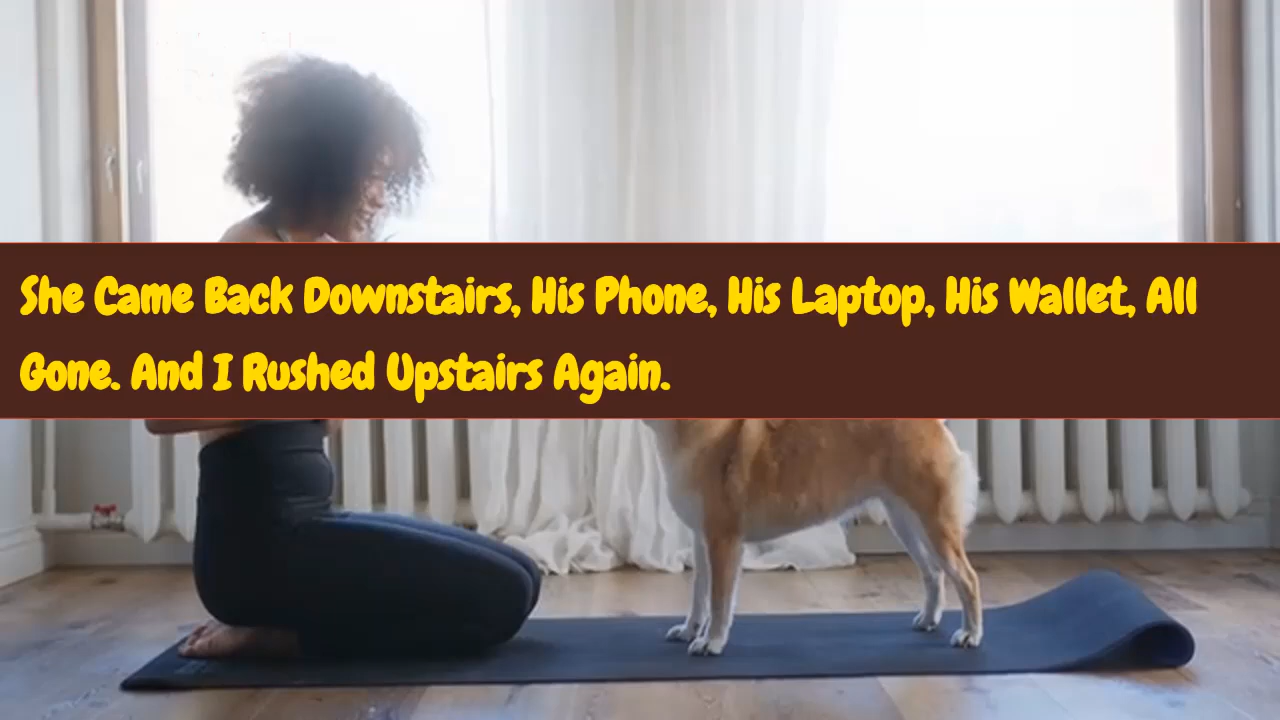 She Came Back Downstairs, His Phone, His Laptop, His Wallet, All
Gone. And I Rushed Upstairs Again.